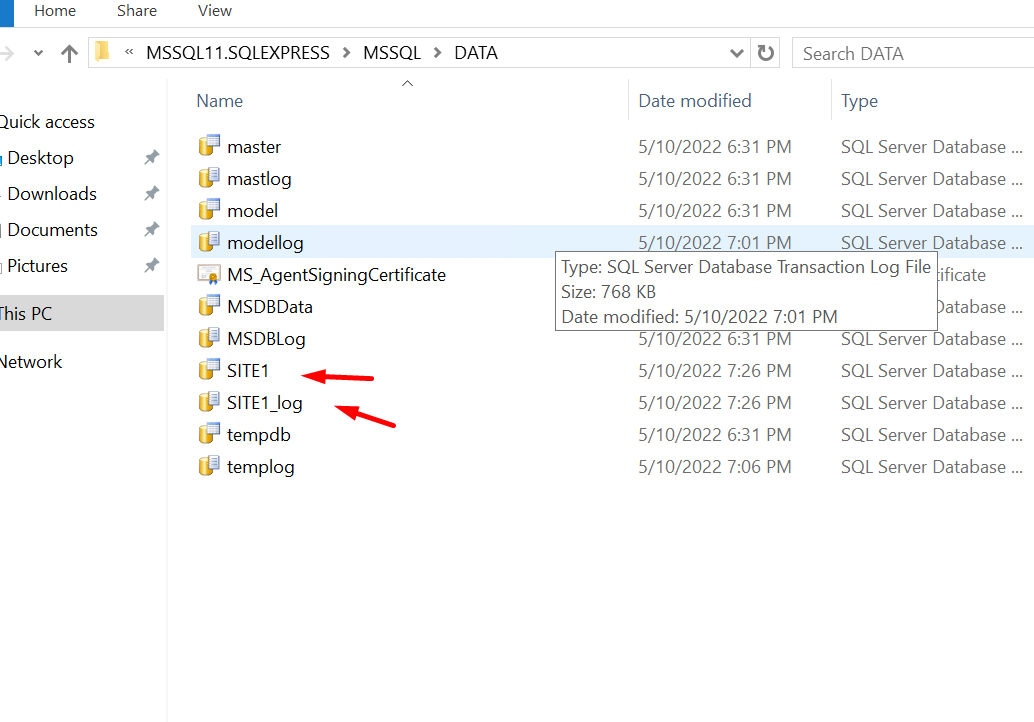 Home Share View
« MSSQL11.SQLEXPRESS > MSSQL > DATA Search DATA
Name Date modified Type
Quick access
Desktop
Downloads
Documents
Pictures
This PC
Network
master 5/10/2022 6:31 PM SQL Server Database ...
mastlog 5/10/2022 6:31 PM SQL Server Database ...
model 5/10/2022 6:31 PM SQL Server Database ...
modellog 5/10/2022 7:01 PM SQL Server Database ...
MS_AgentSigningCertificate
MSDBData
MSDBLog 5/10/2022 6:31 PM SQL Server Database ...
SITE1 5/10/2022 7:26 PM SQL Server Database ...
SITE1_log 5/10/2022 7:26 PM SQL Server Database ...
tempdb 5/10/2022 6:31 PM SQL Server Database ...
templog 5/10/2022 7:06 PM SQL Server Database ...
Type: SQL Server Database Transaction Log File
Size: 768 KB
Date modified: 5/10/2022 7:01 PM